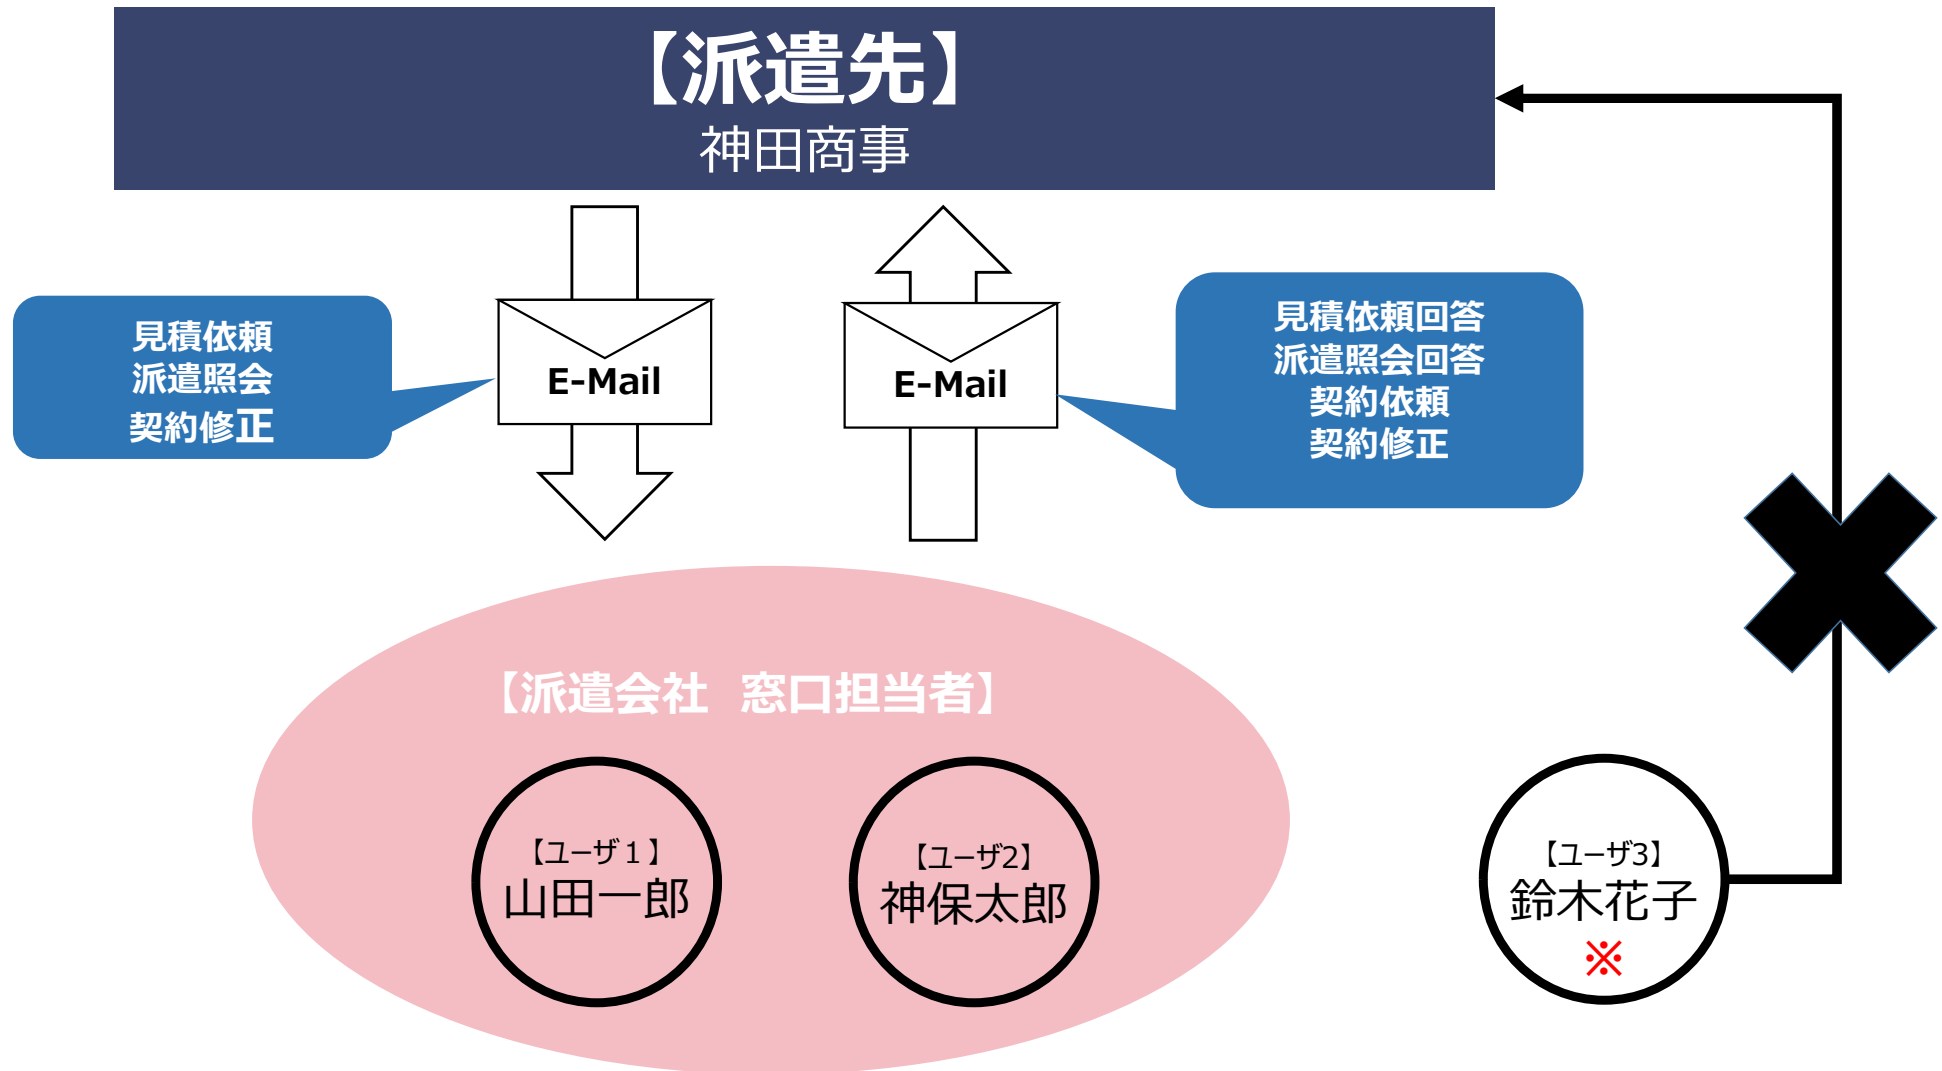 【派遣先】
神田商事
見積依頼
派遣照会
契約修正
E-Mail
E-Mail
見積依頼回答
派遣照会回答
契約依頼
契約修正
【派遣会社　窓口担当者】
【ユーザ１】
山田一郎
【ユーザ2】
神保太郎
【ユーザ3】
鈴木花子
※